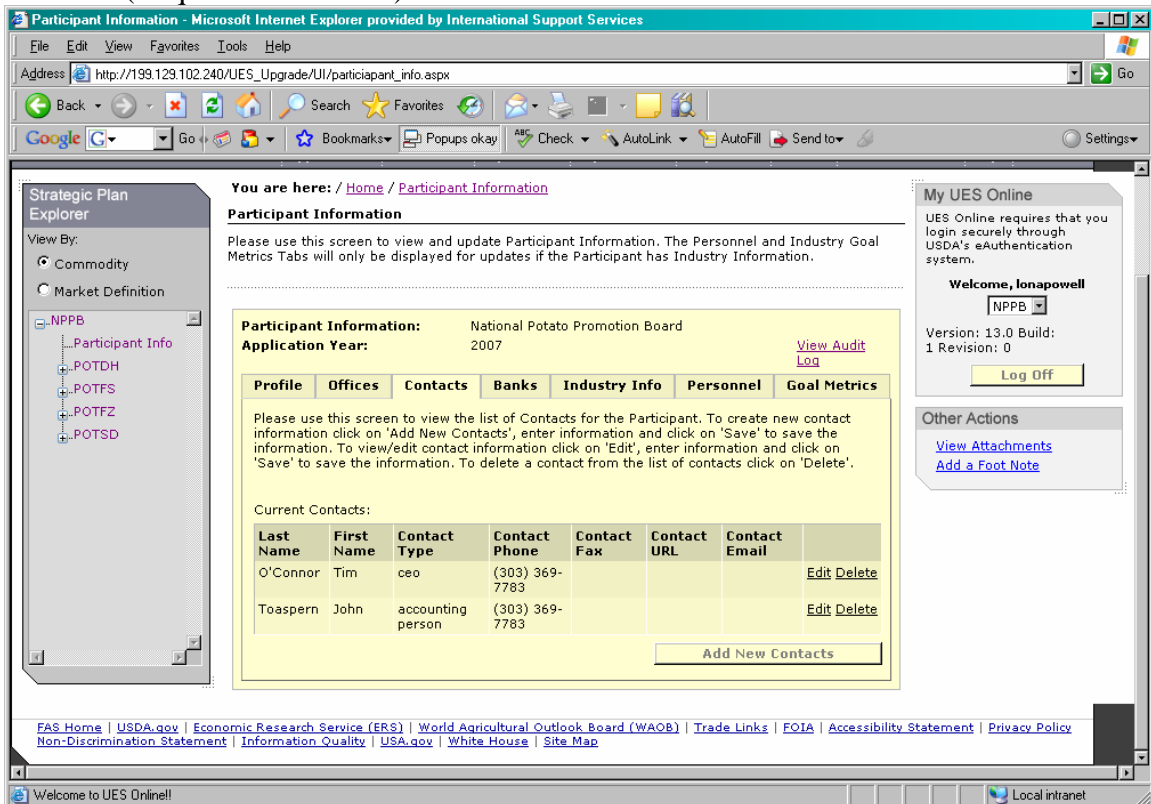 Participant Information - Microsoft Internet Explorer provided by International Support Services
File Edit View Favorites Tools Help
Address http://199.129.102.240/UES_Upgrade/UI/particiapant_info.aspx Go
Back Search Favorites
Google G Go Bookmarks Popups okay ABC Check AutoLink AutoFill Send to Settings
Strategic Plan
Explorer
View By:
Commodity
Market Definition
NPPB
Participant Info
POTDH
POTFS
POTFZ
POTSD
You are here: / Home / Participant Information
Participant Information
Please use this screen to view and update Participant Information. The Personnel and Industry Goal
Metrics Tabs will only be displayed for updates if the Participant has Industry Information.
Participant Information: National Potato Promotion Board
Application Year: 2007
View Audit
Log
Profile Offices Contacts Banks Industry Info Personnel Goal Metrics
Please use this screen to view the list of Contacts for the Participant. To create new contact
information click on 'Add New Contacts', enter information and click on 'Save' to save the
information. To view/edit contact information click on 'Edit', enter information and click on
'Save' to save the information. To delete a contact from the list of contacts click on 'Delete'.
Current Contacts:
Last Name First Name Contact Type Contact Phone Contact Fax Contact URL Contact Email
O'Connor Tim ceo (303) 369-7783 Edit Delete
Toaspern John accounting person (303) 369-7783 Edit Delete
Add New Contacts
My UES Online
UES Online requires that you
login securely through
USDA's eAuthentication
system.
Welcome, lonapowell
NPPB
Version: 13.0 Build:
1 Revision: 0
Log Off
Other Actions
View Attachments
Add a Foot Note
FAS Home | USDA.gov | Economic Research Service (ERS) | World Agricultural Outlook Board (WAOB) | Trade Links | FOIA | Accessibility Statement | Privacy Policy
Non-Discrimination Statement | Information Quality | USA.gov | White House | Site Map
Welcome to UES Online!! Local intranet